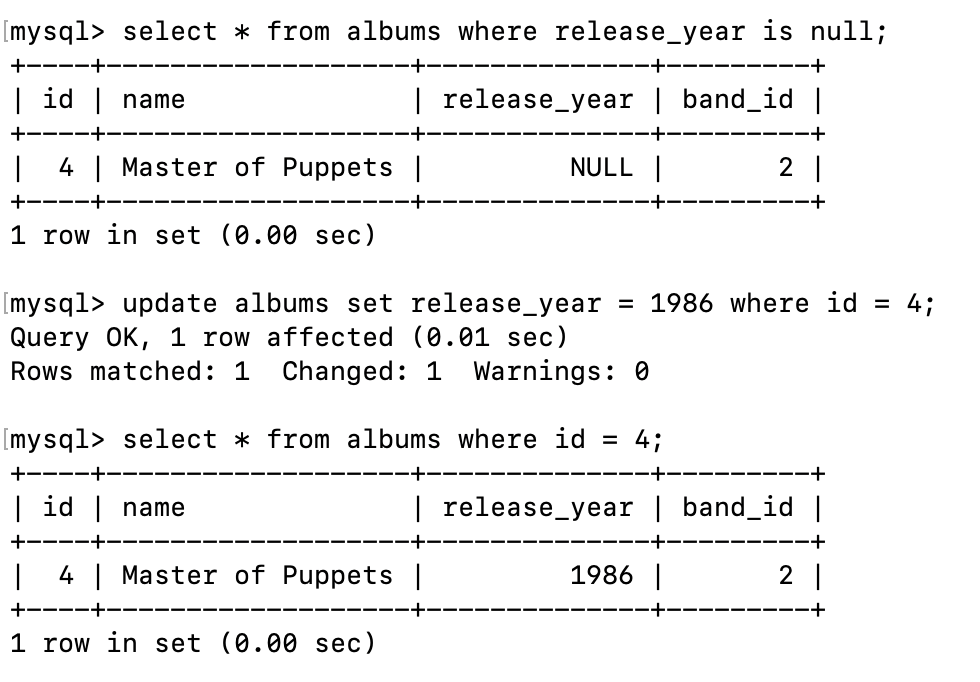 [mysql> select * from albums where release_year is null;
+----+-------------------+--------------+---------+
| id | name              | release_year | band_id |
+----+-------------------+--------------+---------+
|  4 | Master of Puppets |         NULL |       2 |
+----+-------------------+--------------+---------+
1 row in set (0.00 sec)

[mysql> update albums set release_year = 1986 where id = 4;
Query OK, 1 row affected (0.01 sec)
Rows matched: 1  Changed: 1  Warnings: 0

[mysql> select * from albums where id = 4;
+----+-------------------+--------------+---------+
| id | name              | release_year | band_id |
+----+-------------------+--------------+---------+
|  4 | Master of Puppets |         1986 |       2 |
+----+-------------------+--------------+---------+
1 row in set (0.00 sec)